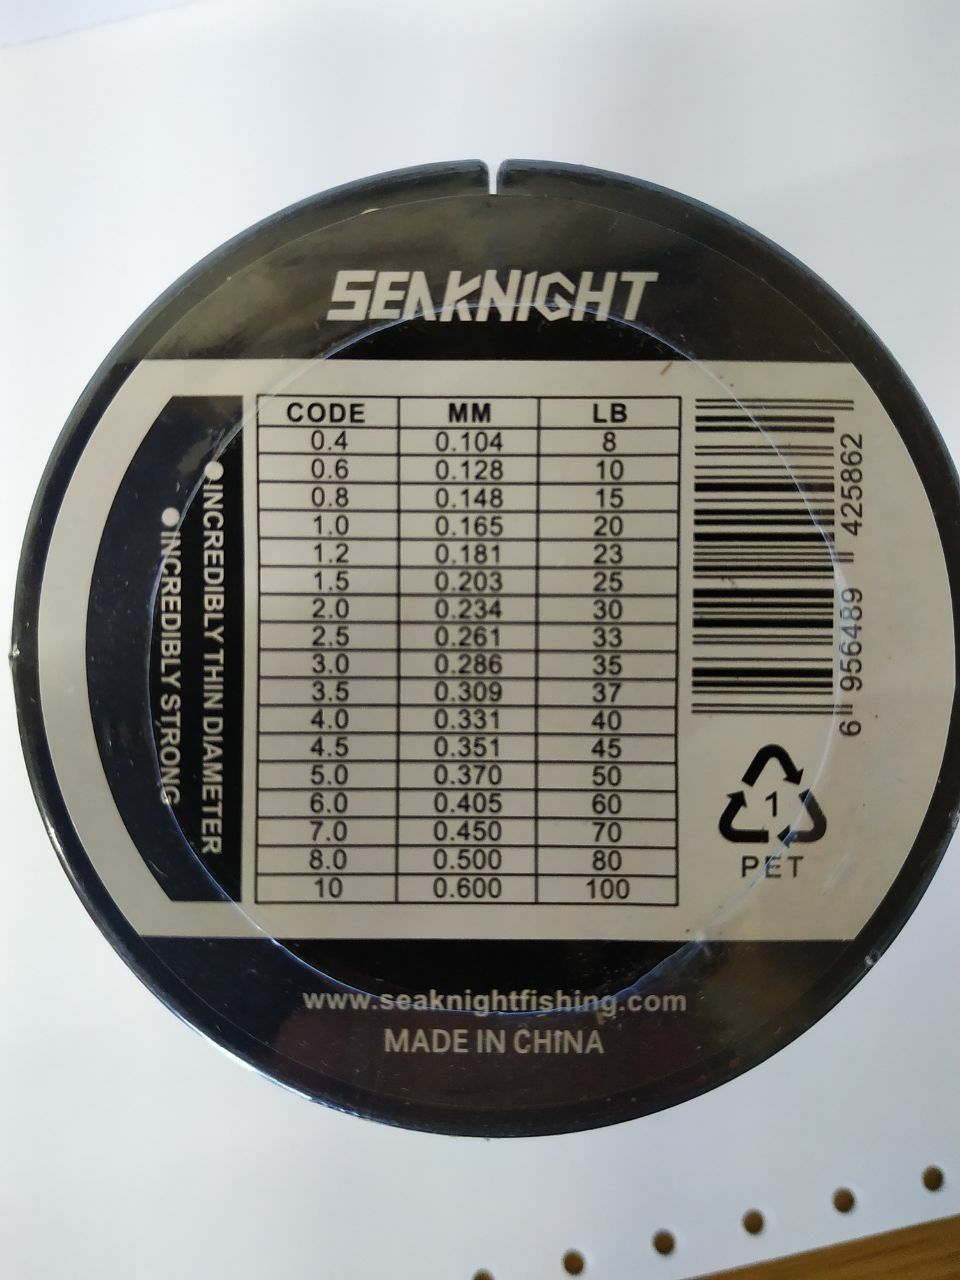 SEAKNIGHT
CODE MM LB
0.4 0.104 8
0.6 0.128 10
0.8 0.148 15
1.0 0.165 20
1.2 0.181 23
1.5 0.203 25
2.0 0.234 30
2.5 0.261 33
3.0 0.286 35
3.5 0.309 37
4.0 0.331 40
4.5 0.351 45
5.0 0.370 50
6.0 0.405 60
7.0 0.450 70
8.0 0.500 80
10 0.600 100
●INCREDIBLY THIN DIAMETER
●INCREDIBLY STRONG
6 956489 425862
1
PET
www.seaknightfishing.com
MADE IN CHINA